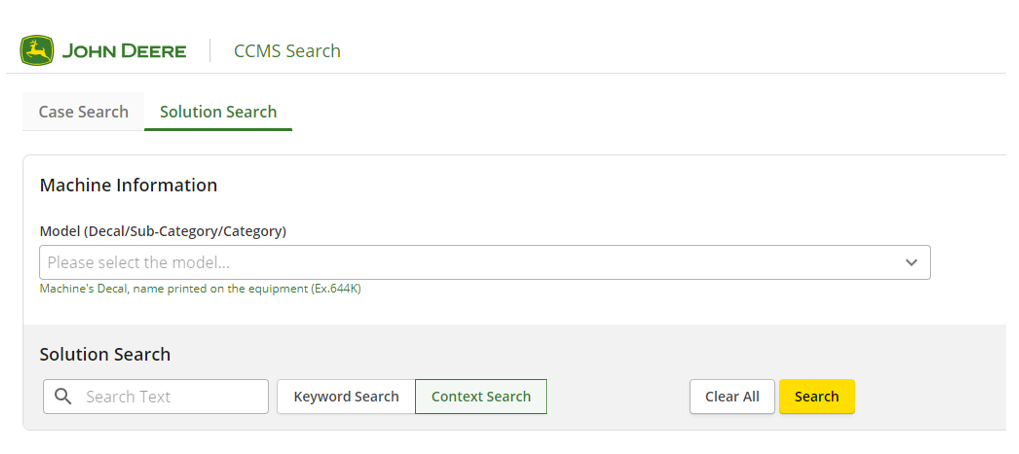 JOHN DEERE CCMS Search
Case Search Solution Search
Machine Information
Model (Decal/Sub-Category/Category)
Please select the model...
Machine's Decal, name printed on the equipment (Ex.644K)
Solution Search
Search Text Keyword Search Context Search Clear All Search